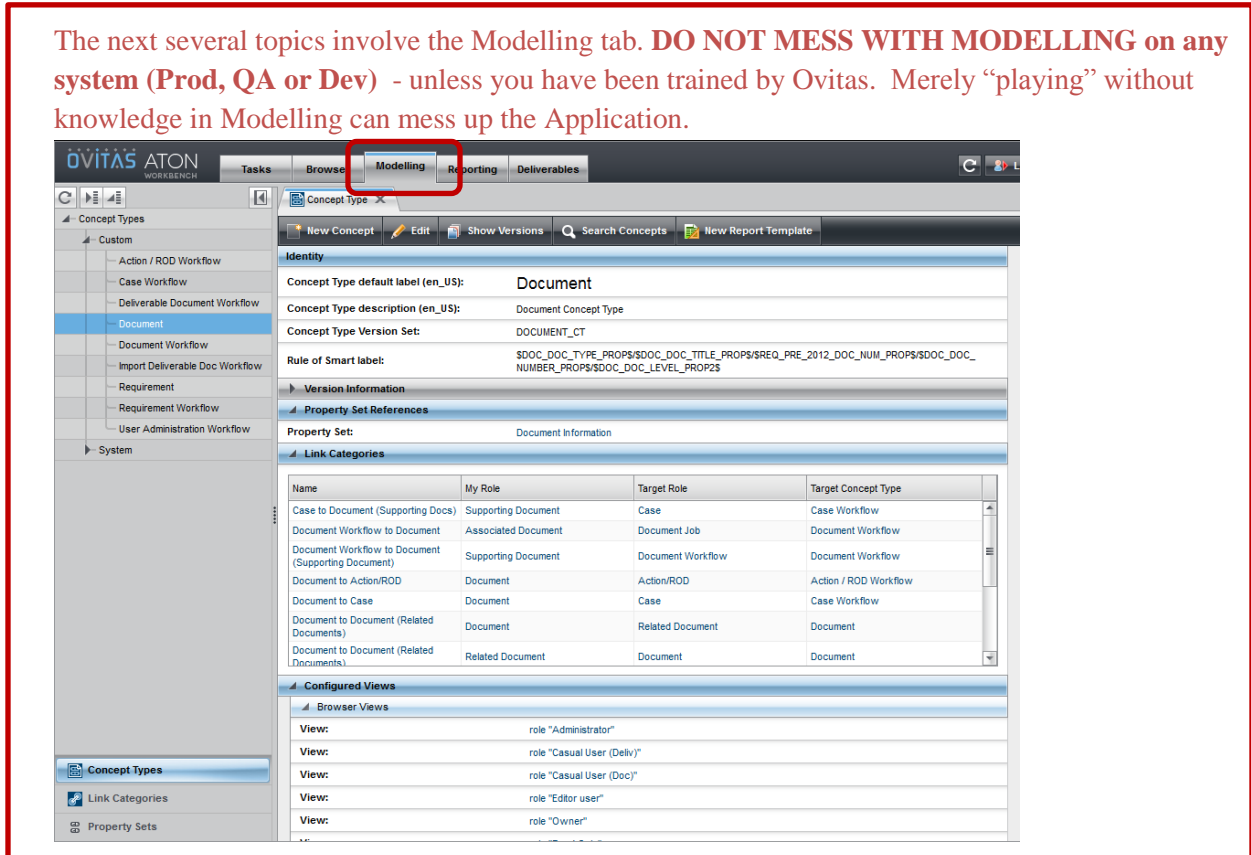 The next several topics involve the Modelling tab. DO NOT MESS WITH MODELLING on any
system (Prod, QA or Dev)  - unless you have been trained by Ovitas.  Merely “playing” without
knowledge in Modelling can mess up the Application.
OVITAS ATON
WORKBENCH
Tasks Browse Modelling Reporting Deliverables
Concept Type
Concept Types
Custom
Action / ROD Workflow
Case Workflow
Deliverable Document Workflow
Document
Document Workflow
Import Deliverable Doc Workflow
Requirement
Requirement Workflow
User Administration Workflow
System
Concept Types
Link Categories
Property Sets
New Concept Edit Show Versions Search Concepts New Report Template
Identity
Concept Type default label (en_US): Document
Concept Type description (en_US): Document Concept Type
Concept Type Version Set: DOCUMENT_CT
Rule of Smart label: $DOC_DOC_TYPE_PROP$/$DOC_DOC_TITLE_PROP$/$REQ_PRE_2012_DOC_NUM_PROP$/$DOC_DOC_
NUMBER_PROP$/$DOC_DOC_LEVEL_PROP2$
Version Information
Property Set References
Property Set: Document Information
Link Categories
Name My Role Target Role Target Concept Type
Case to Document (Supporting Docs) Supporting Document Case Case Workflow
Document Workflow to Document Associated Document Document Job Document Workflow
Document Workflow to Document
(Supporting Document) Supporting Document Document Workflow Document Workflow
Document to Action/ROD Document Action/ROD Action / ROD Workflow
Document to Case Document Case Case Workflow
Document to Document (Related
Documents) Document Related Document Document
Document to Document (Related
Documents) Related Document Document Document
Configured Views
Browser Views
View: role "Administrator"
View: role "Casual User (Deliv)"
View: role "Casual User (Doc)"
View: role "Editor user"
View: role "Owner"